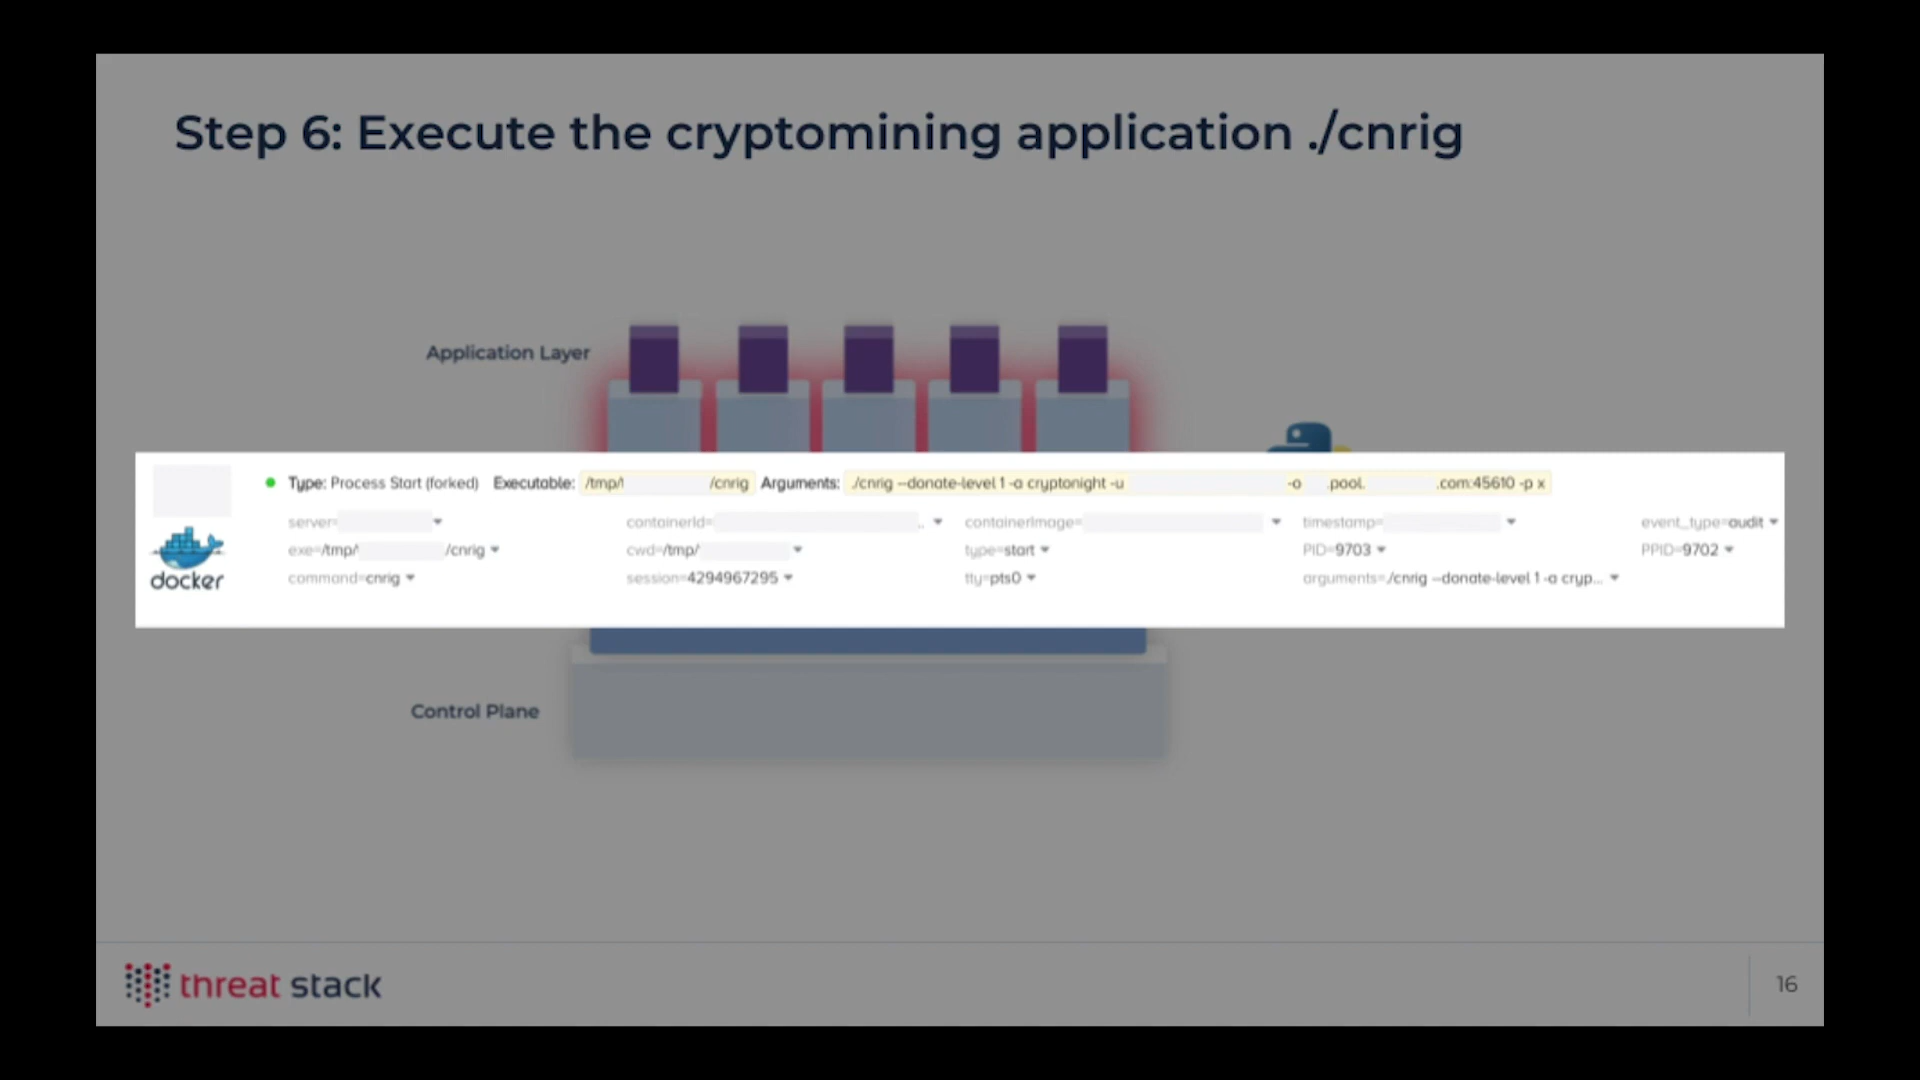 Step 6: Execute the cryptomining application ./cnrig
Application Layer
Type: Process Start (forked) Executable: /tmp/ /cnrig Arguments: ./cnrig --donate-level 1 -a cryptonight -u -o .pool. .com:45610 -p x
server= containerId= .. containerImage= timestamp= event_type=audit
exe=/tmp/ /cnrig cwd=/tmp/ type=start PID=9703 PPID=9702
command=cnrig session=4294967295 tty=pts0 arguments=./cnrig --donate-level 1 -a cryp...
docker
Control Plane
threat stack
16